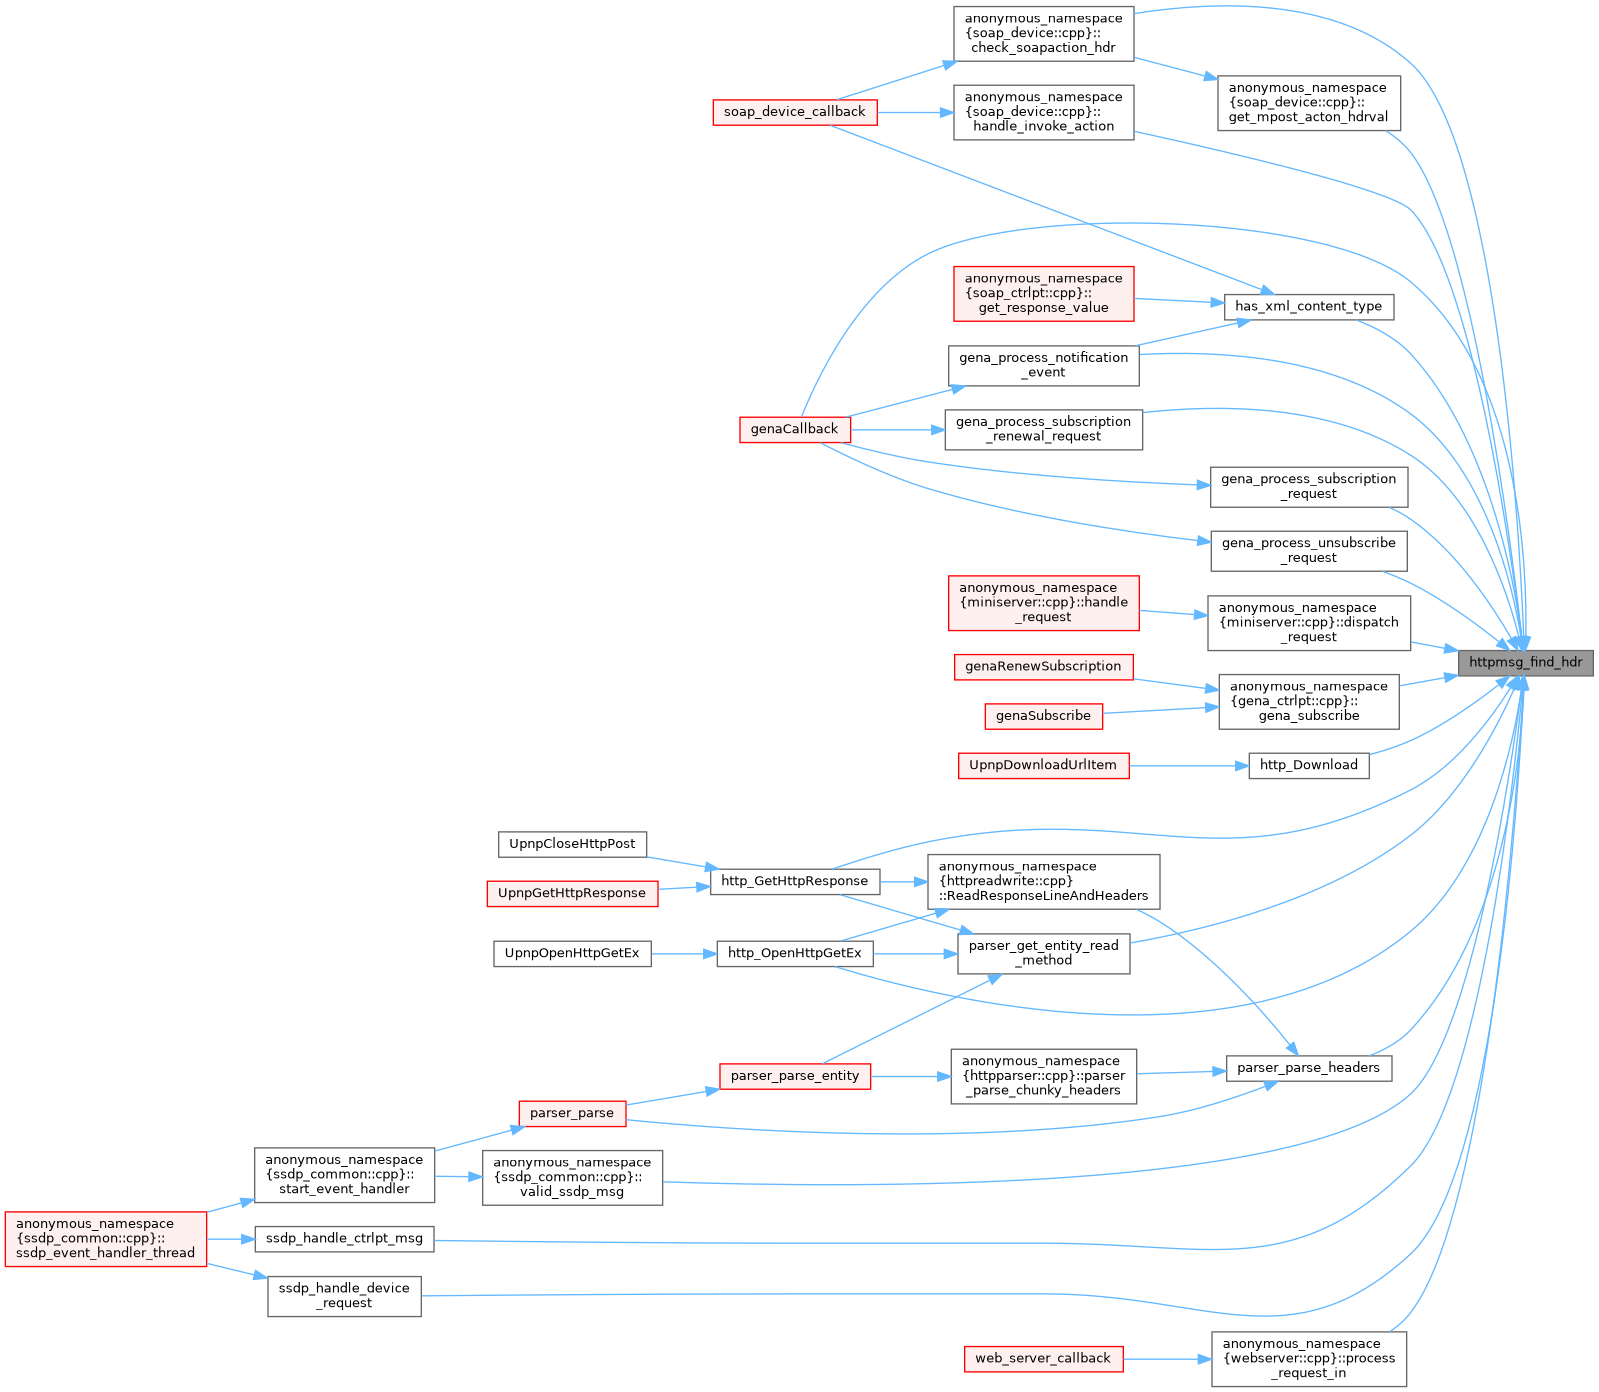 anonymous_namespace
{soap_device::cpp}::
check_soapaction_hdr
anonymous_namespace
{soap_device::cpp}::
get_mpost_acton_hdrval
soap_device_callback
anonymous_namespace
{soap_device::cpp}::
handle_invoke_action
anonymous_namespace
{soap_ctrlpt::cpp}::
get_response_value
has_xml_content_type
gena_process_notification
_event
genaCallback
gena_process_subscription
_renewal_request
gena_process_subscription
_request
gena_process_unsubscribe
_request
anonymous_namespace
{miniserver::cpp}::handle
_request
anonymous_namespace
{miniserver::cpp}::dispatch
_request
httpmsg_find_hdr
genaRenewSubscription
anonymous_namespace
{gena_ctrlpt::cpp}::
gena_subscribe
genaSubscribe
UpnpDownloadUrlItem
http_Download
UpnpCloseHttpPost
http_GetHttpResponse
anonymous_namespace
{httpreadwrite::cpp}
::ReadResponseLineAndHeaders
UpnpGetHttpResponse
UpnpOpenHttpGetEx
http_OpenHttpGetEx
parser_get_entity_read
_method
parser_parse_entity
anonymous_namespace
{httpparser::cpp}::parser
_parse_chunky_headers
parser_parse_headers
parser_parse
anonymous_namespace
{ssdp_common::cpp}::
start_event_handler
anonymous_namespace
{ssdp_common::cpp}::
valid_ssdp_msg
anonymous_namespace
{ssdp_common::cpp}::
ssdp_event_handler_thread
ssdp_handle_ctrlpt_msg
ssdp_handle_device
_request
web_server_callback
anonymous_namespace
{webserver::cpp}::process
_request_in